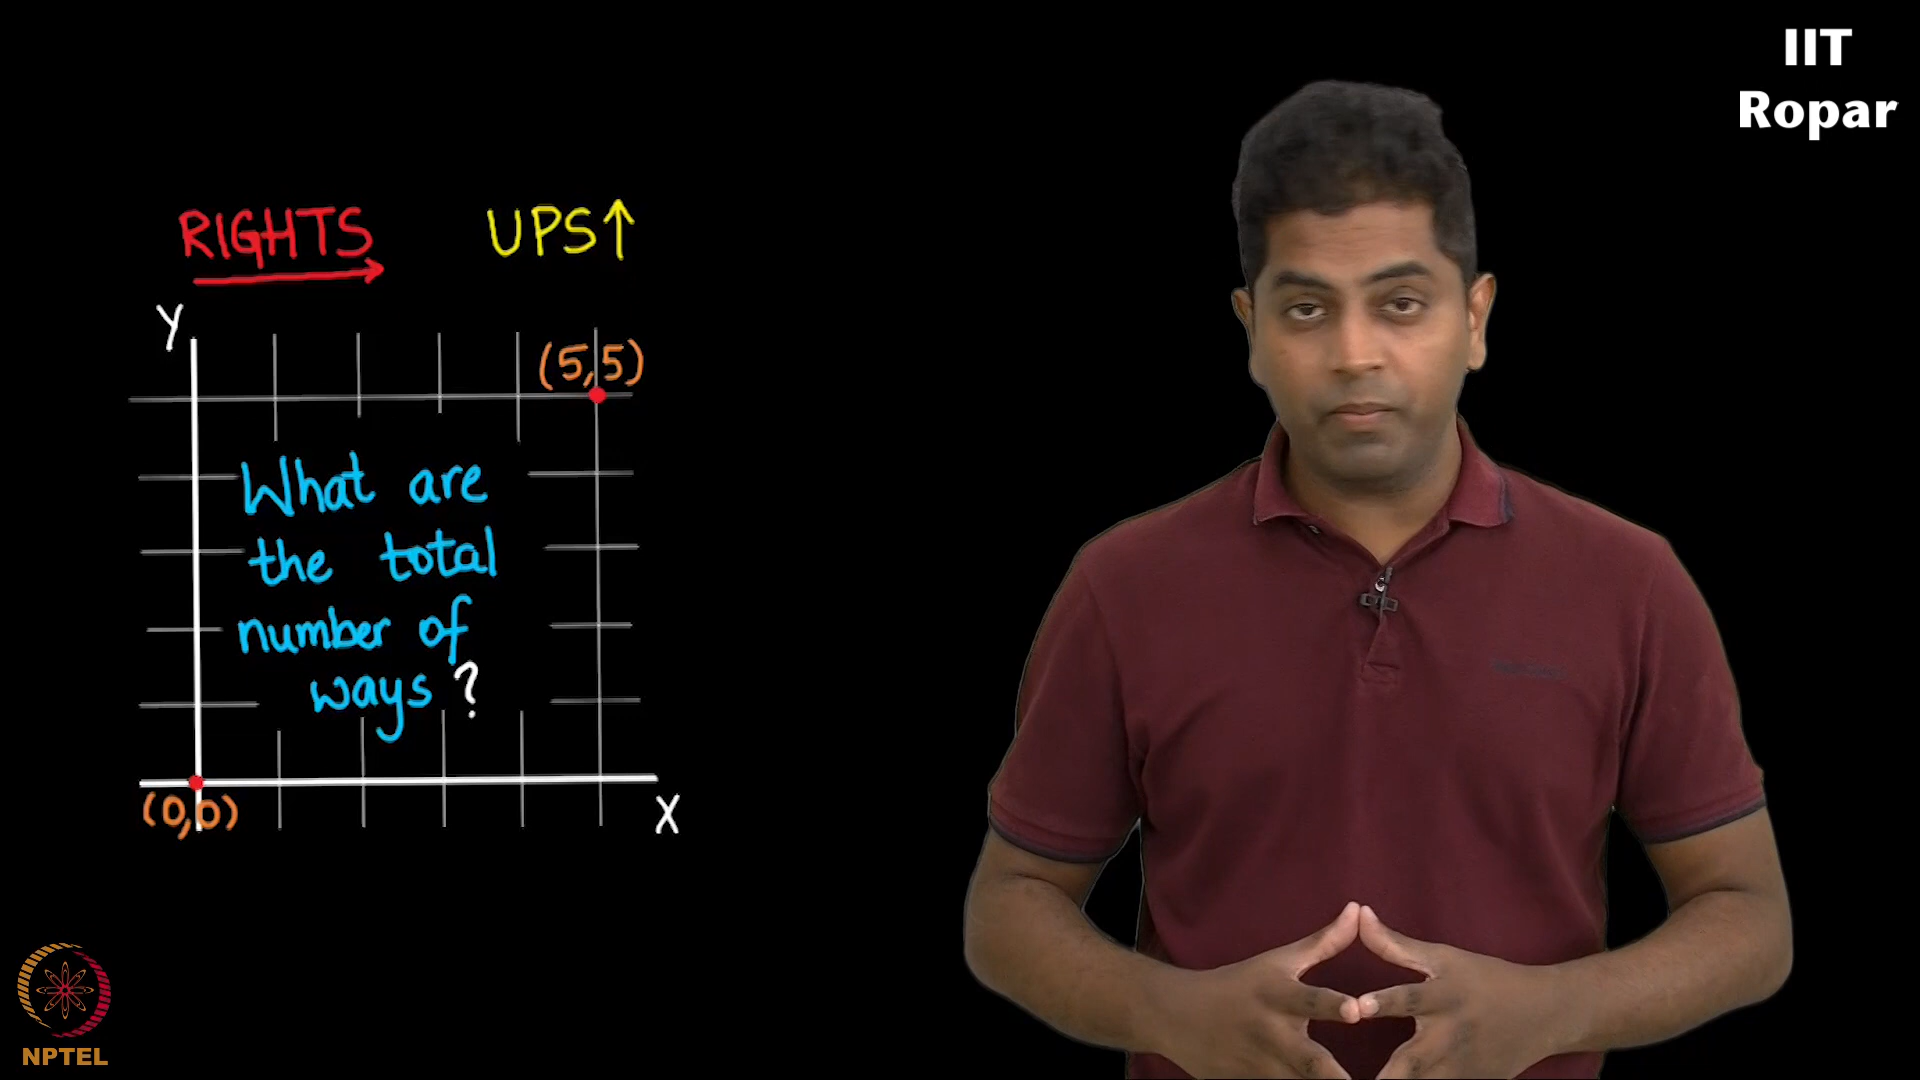 IIT
Ropar
RIGHTS UPS↑
Y
(5,5)
What are
the total
number of
ways?
(0,0)
X
NPTEL